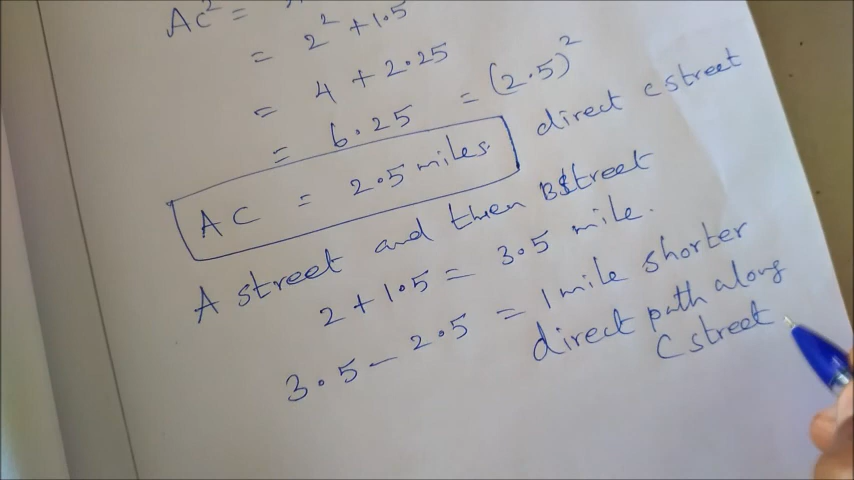 AC² =
= 2² + 1.5
= 4 + 2.25
= 6.25 = (2.5)²
AC = 2.5 miles. direct C street
A street and then B street
2 + 1.5 = 3.5 mile.
3.5 - 2.5 = 1 mile shorter
direct path along
C street